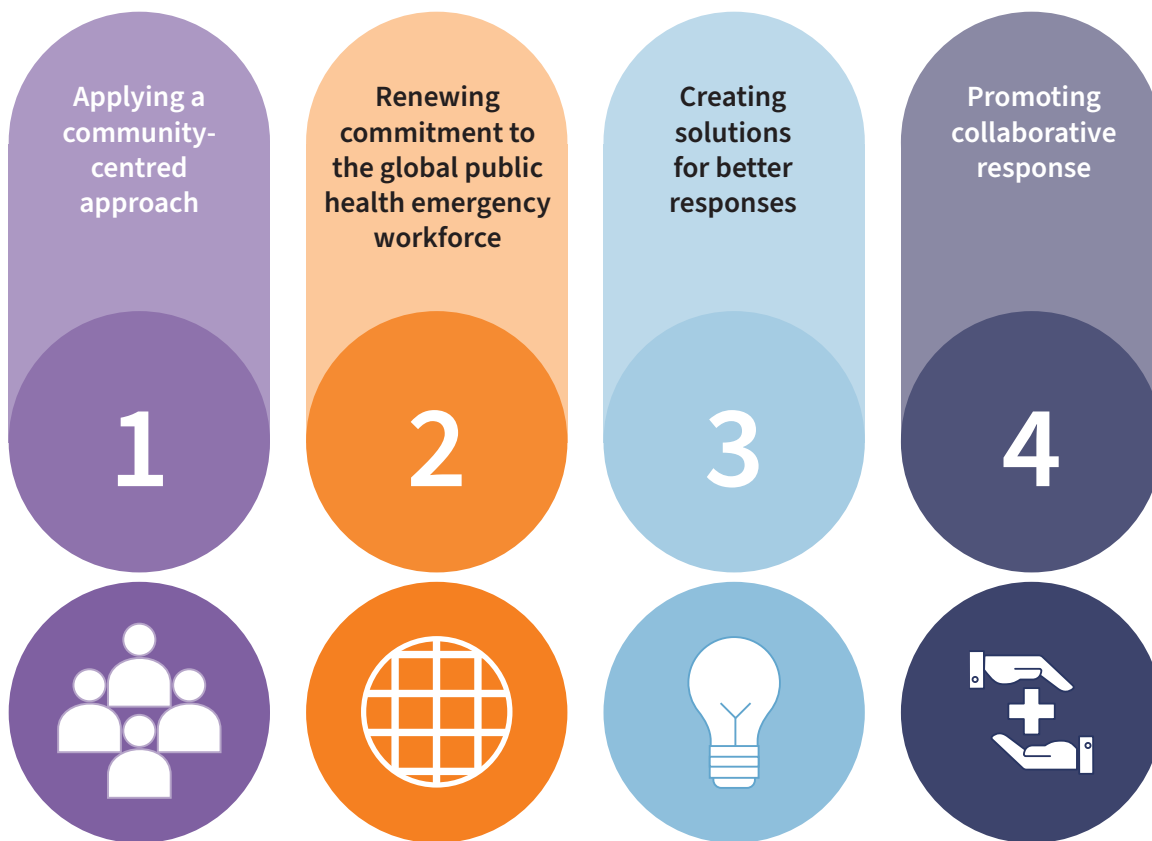 Applying a
community-
centred
approach
1
Renewing
commitment to
the global public
health emergency
workforce
2
Creating
solutions
for better
responses
3
Promoting
collaborative
response
4